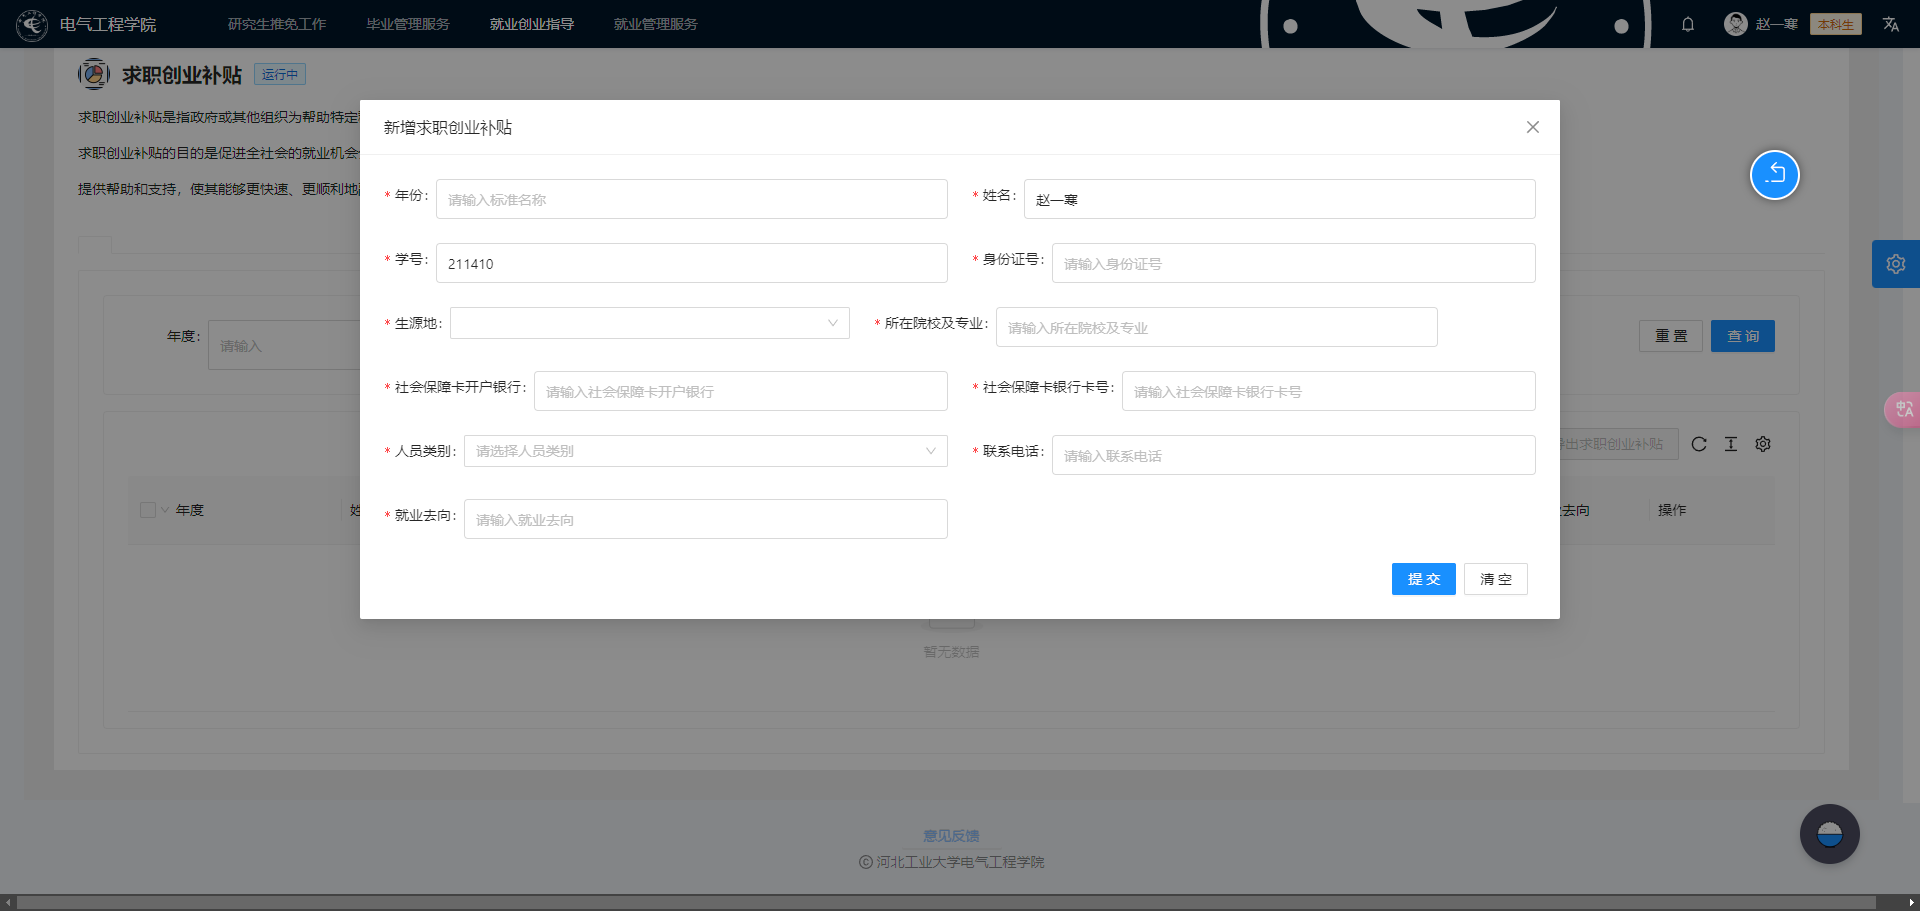 电气工程学院
研究生推免工作
毕业管理服务
就业创业指导
就业管理服务
赵一骞
本科生
求职创业补贴
运行中
求职创业补贴是指政府或其他组织为帮助特定
求职创业补贴的目的是促进全社会的就业机会
提供帮助和支持，使其能够更快速、更顺利地
新增求职创业补贴
* 年份: 请输入标准名称
* 姓名: 赵一骞
* 学号: 211410
* 身份证号: 请输入身份证号
* 生源地:
* 所在院校及专业: 请输入所在院校及专业
* 社会保障卡开户银行: 请输入社会保障卡开户银行
* 社会保障卡银行卡号: 请输入社会保障卡银行卡号
* 人员类别: 请选择人员类别
* 联系电话: 请输入联系电话
* 就业去向: 请输入就业去向
提 交
清 空
年度: 请输入
重 置
查 询
出求职创业补贴
年度
去向
操作
暂无数据
意见反馈
© 河北工业大学电气工程学院